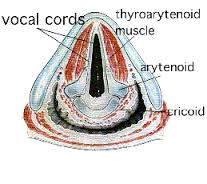 vocal cords
thyroarytenoid
muscle
arytenoid
cricoid